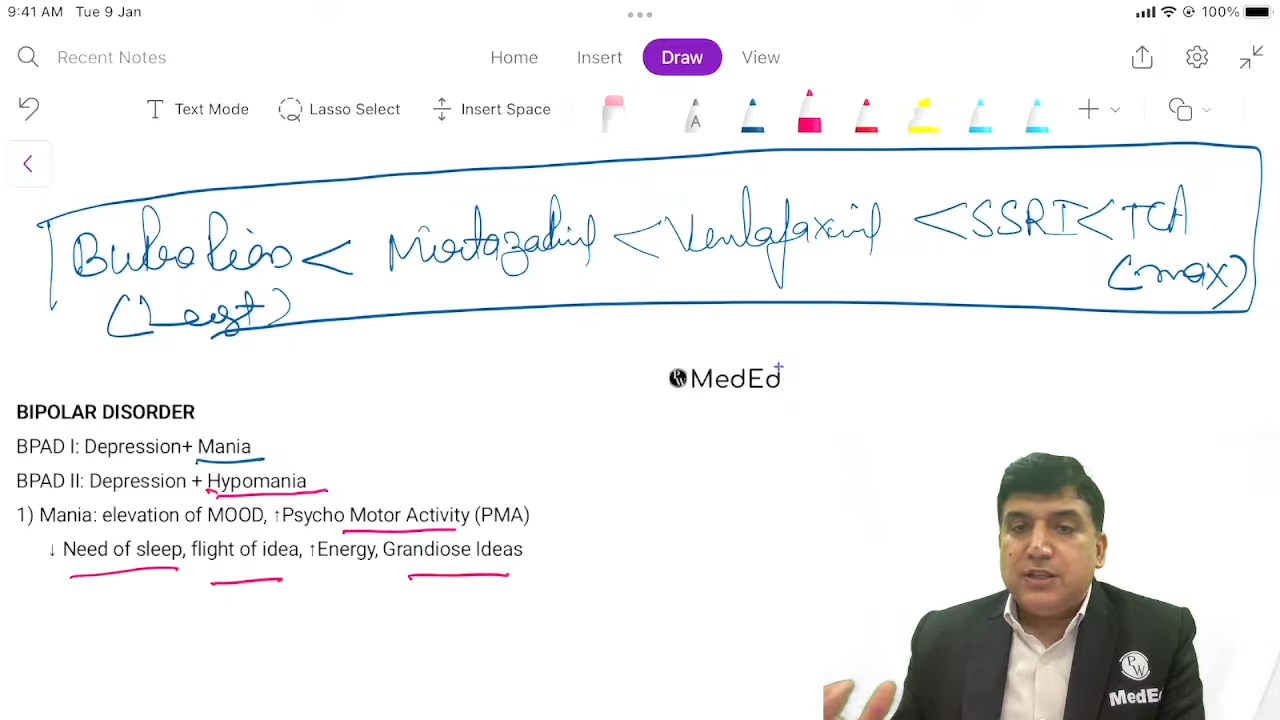 9:41 AM Tue 9 Jan
100%
Recent Notes
Home Insert Draw View
Text Mode Lasso Select Insert Space
A
< < Venlafaxine < SSRI < TCA
(Least) (max)
PW MedEd
BIPOLAR DISORDER
BPAD I: Depression+ Mania
BPAD II: Depression + Hypomania
1) Mania: elevation of MOOD, ↑Psycho Motor Activity (PMA)
↓ Need of sleep, flight of idea, ↑Energy, Grandiose Ideas
PW
MedEd